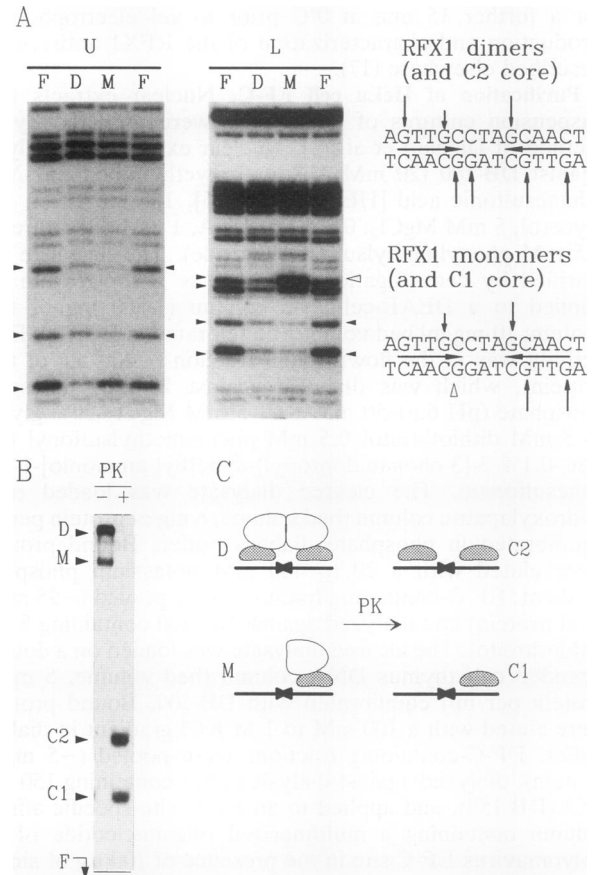 A
U
L
F D M F
F D M F
RFX1 dimers
(and C2 core)
AGTTGCCTAGCAACT
TCAACGGATCGTTGA
RFX1 monomers
(and C1 core)
AGTTGCCTAGCAACT
TCAACGGATCGTTGA
B
PK
- +
D
M
C2
C1
F
C
D
C2
PK
M
C1